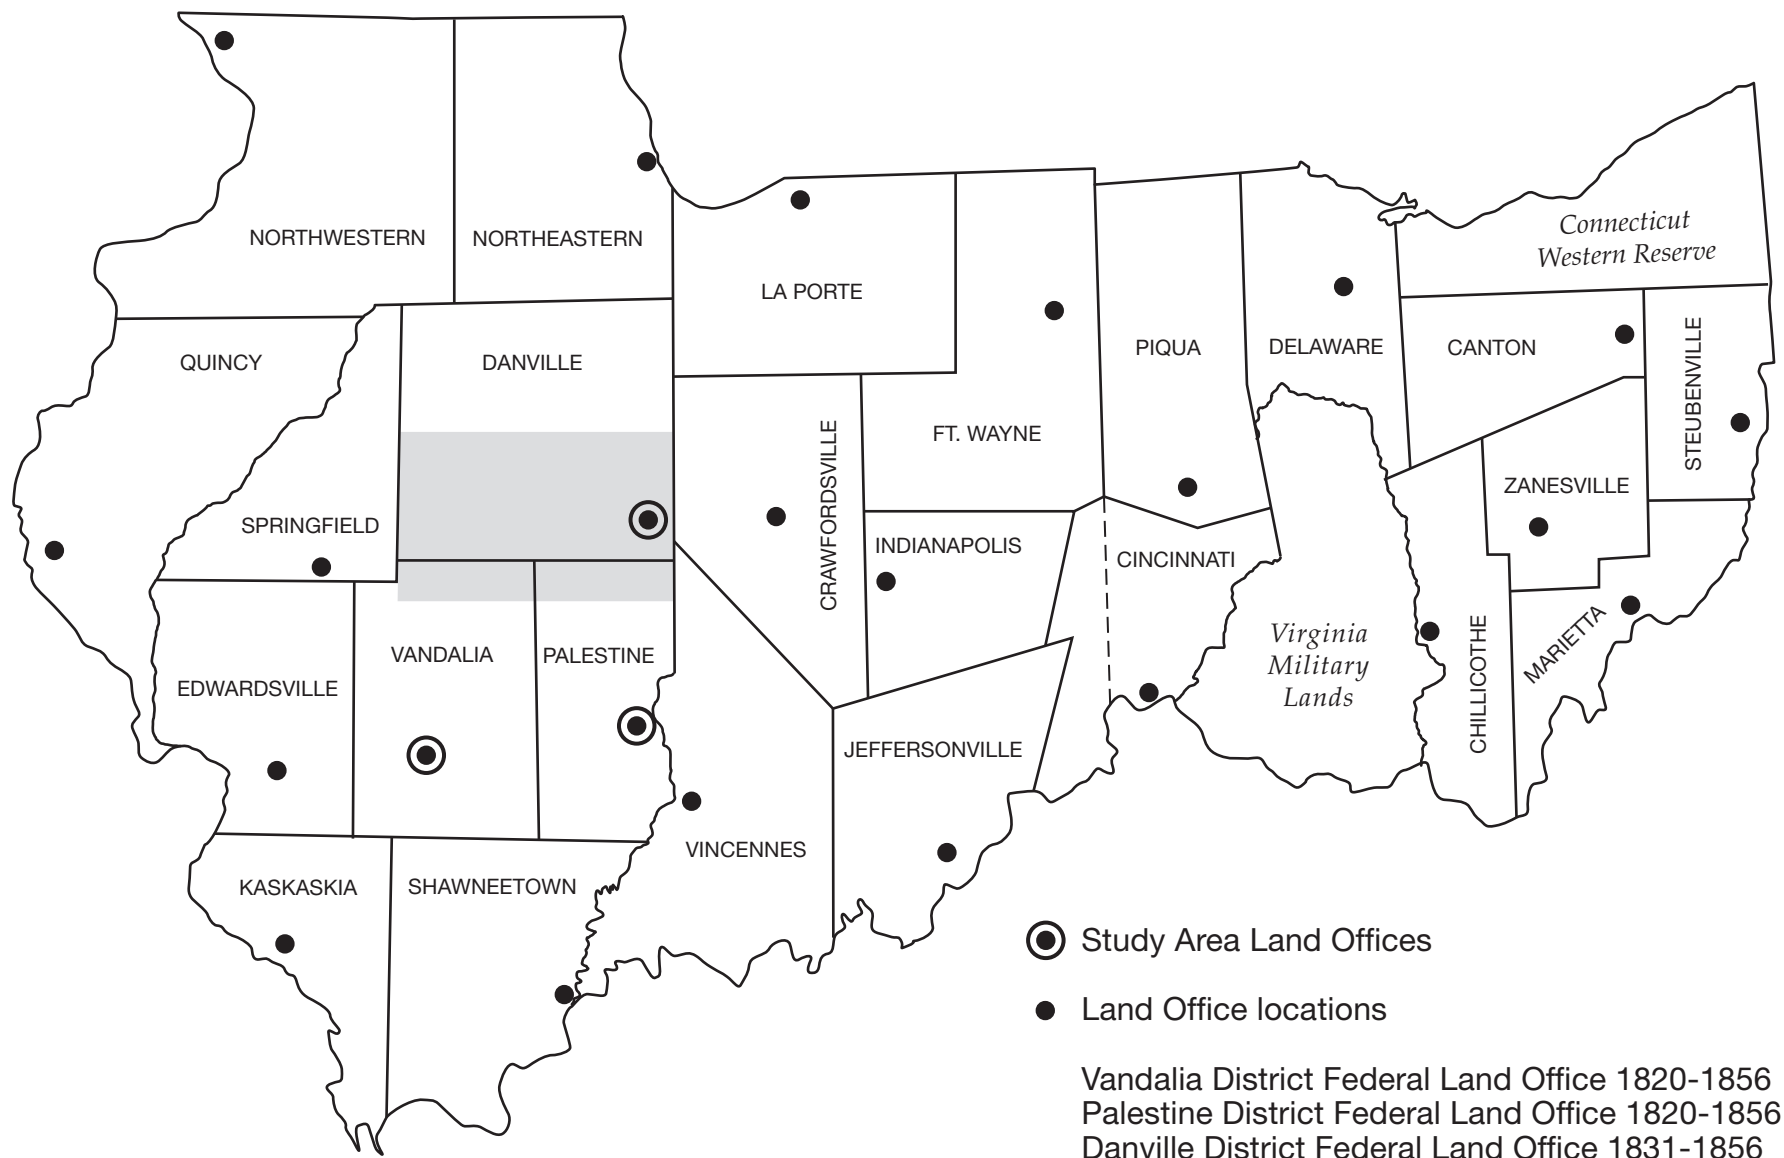 NORTHWESTERN
NORTHEASTERN
Connecticut
Western Reserve
LA PORTE
QUINCY
DANVILLE
PIQUA
DELAWARE
CANTON
STEUBENVILLE
FT. WAYNE
CRAWFORDSVILLE
ZANESVILLE
SPRINGFIELD
INDIANAPOLIS
CINCINNATI
VANDALIA
PALESTINE
Virginia
Military
Lands
CHILLICOTHE
MARIETTA
EDWARDSVILLE
JEFFERSONVILLE
VINCENNES
KASKASKIA
SHAWNEETOWN
Study Area Land Offices
Land Office locations
Vandalia District Federal Land Office 1820-1856
Palestine District Federal Land Office 1820-1856
Danville District Federal Land Office 1831-1856